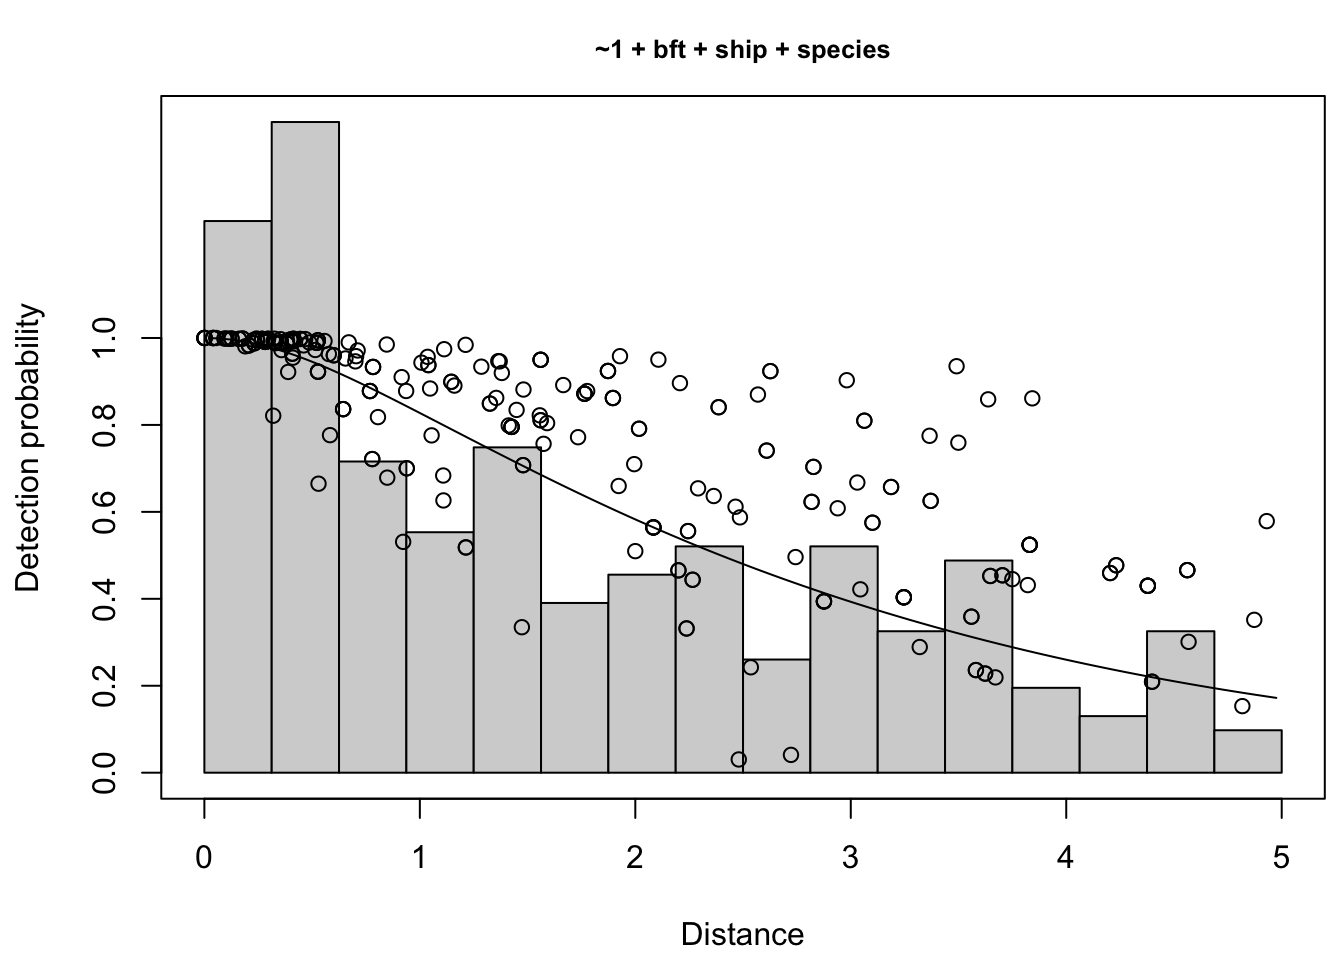 ~1 + bft + ship + species
Detection probability
1.0
0.8
0.6
0.4
0.2
0.0
0 1 2 3 4 5
Distance